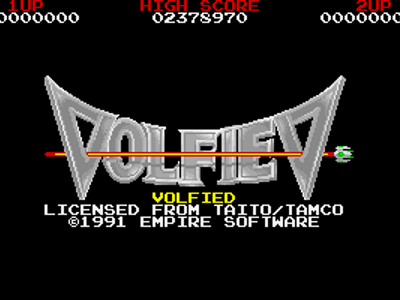 1UP HIGH SCORE 2UP
0000000 02378970 0000000
VOLFIED
VOLFIED
LICENSED FROM TAITO/TAMCO
©1991 EMPIRE SOFTWARE